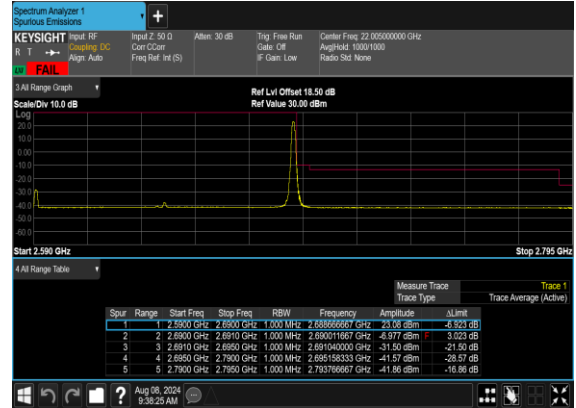 Spectrum Analyzer 1
Spurious Emissions
KEYSIGHT Input: RF Input Z: 50 Ω Atten: 30 dB Trig: Free Run Center Freq: 22.005000000 GHz
R T Coupling: DC Corr CCorr Gate: Off Avg|Hold: 1000/1000
Align: Auto Freq Ref: Int (S) IF Gain: Low Radio Std: None
FAIL
3 All Range Graph Ref Lvl Offset 18.50 dB
Scale/Div 10.0 dB Ref Value 30.00 dBm
Log
20.0
10.0
0.00
-10.0
-20.0
-30.0
-40.0
-50.0
-60.0
Start 2.590 GHz Stop 2.795 GHz
4 All Range Table
Measure Trace Trace 1
Trace Type Trace Average (Active)
Spur Range Start Freq Stop Freq RBW Frequency Amplitude ΔLimit
1 1 2.5900 GHz 2.6900 GHz 1.000 MHz 2.688666667 GHz 23.08 dBm -6.923 dB
2 2 2.6900 GHz 2.6910 GHz 1.000 MHz 2.690011667 GHz -6.977 dBm F 3.023 dB
3 3 2.6910 GHz 2.6950 GHz 1.000 MHz 2.691040000 GHz -31.50 dBm -21.50 dB
4 4 2.6950 GHz 2.7900 GHz 1.000 MHz 2.695158333 GHz -41.57 dBm -28.57 dB
5 5 2.7900 GHz 2.7950 GHz 1.000 MHz 2.793766667 GHz -41.86 dBm -16.86 dB
? Aug 08, 2024
9:38:25 AM